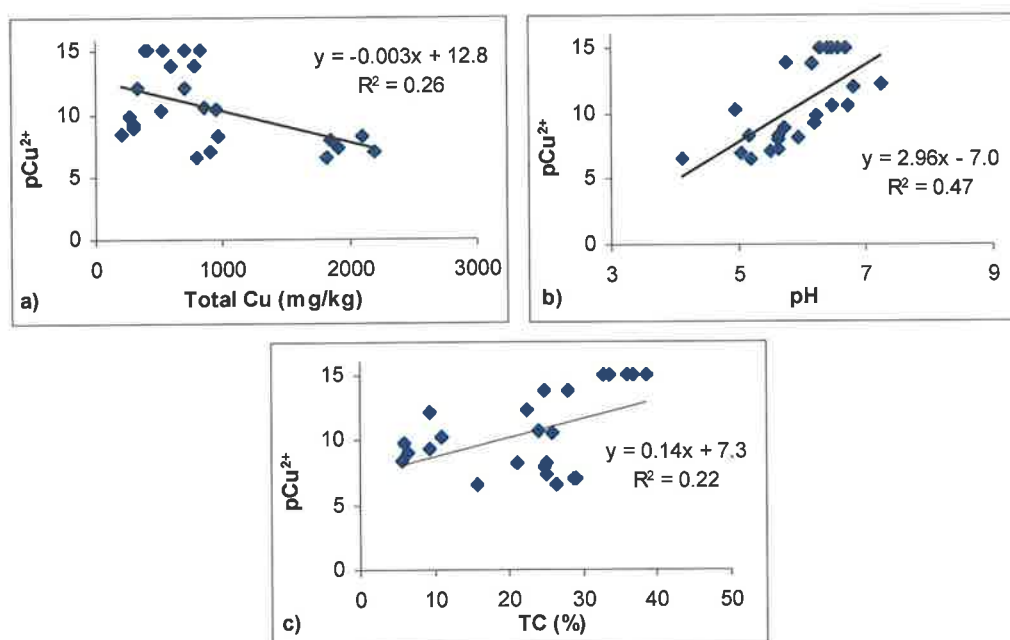 15
10
5
0
pCu²⁺
y = -0.003x + 12.8
R² = 0.26
0 1000 2000 3000
Total Cu (mg/kg)
a)
15
10
5
0
pCu²⁺
y = 2.96x - 7.0
R² = 0.47
3 5 7 9
pH
b)
15
10
5
0
pCu²⁺
y = 0.14x + 7.3
R² = 0.22
0 10 20 30 40 50
TC (%)
c)